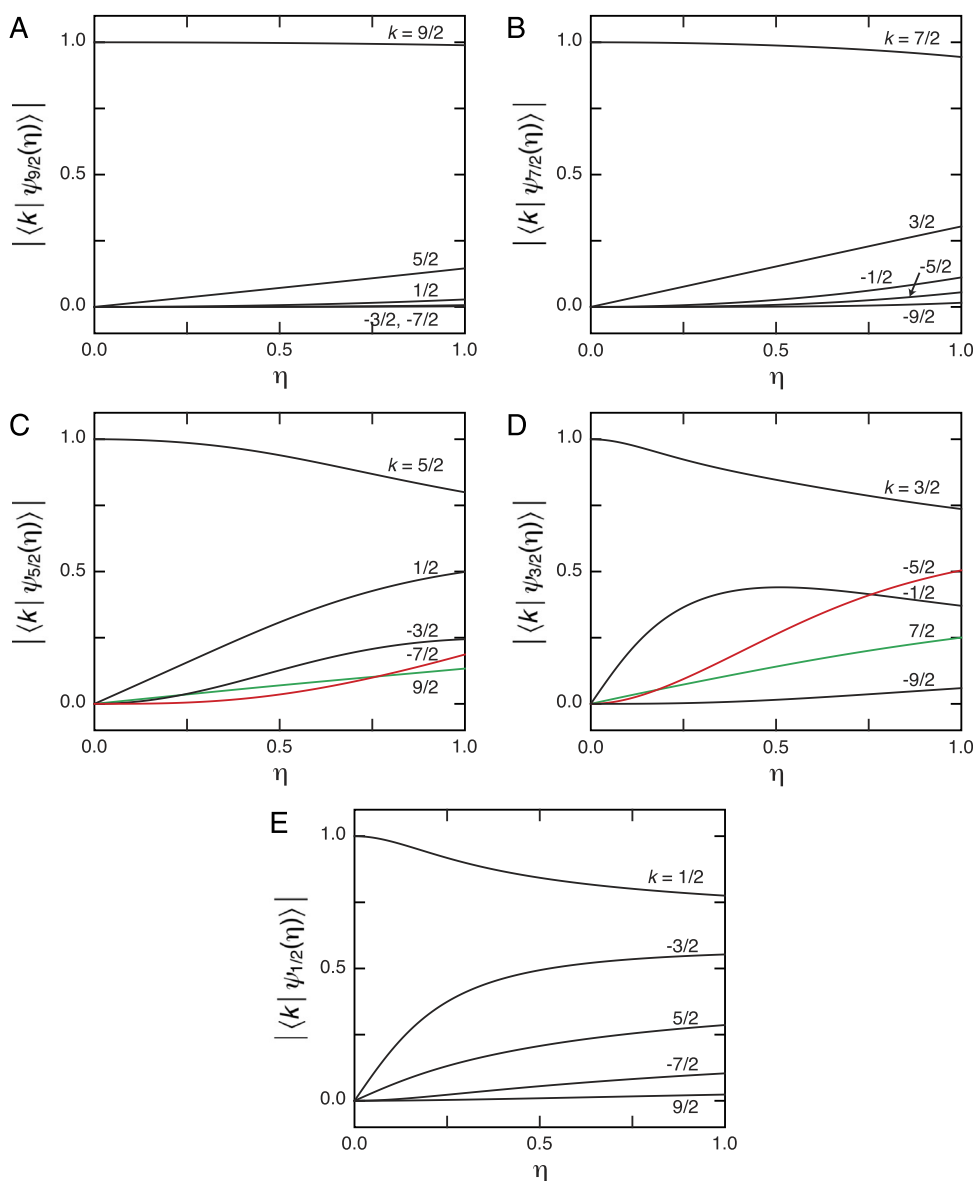 A
| ⟨k | ψ9/2(η)⟩ |
1.0
0.5
0.0
k = 9/2
5/2
1/2
-3/2, -7/2
0.0 0.5 1.0
η
B
| ⟨k | ψ7/2(η)⟩ |
1.0
0.5
0.0
k = 7/2
3/2
-1/2
-5/2
-9/2
0.0 0.5 1.0
η
C
| ⟨k | ψ5/2(η)⟩ |
1.0
0.5
0.0
k = 5/2
1/2
-3/2
-7/2
9/2
0.0 0.5 1.0
η
D
| ⟨k | ψ3/2(η)⟩ |
1.0
0.5
0.0
k = 3/2
-5/2
-1/2
7/2
-9/2
0.0 0.5 1.0
η
E
| ⟨k | ψ1/2(η)⟩ |
1.0
0.5
0.0
k = 1/2
-3/2
5/2
-7/2
9/2
0.0 0.5 1.0
η